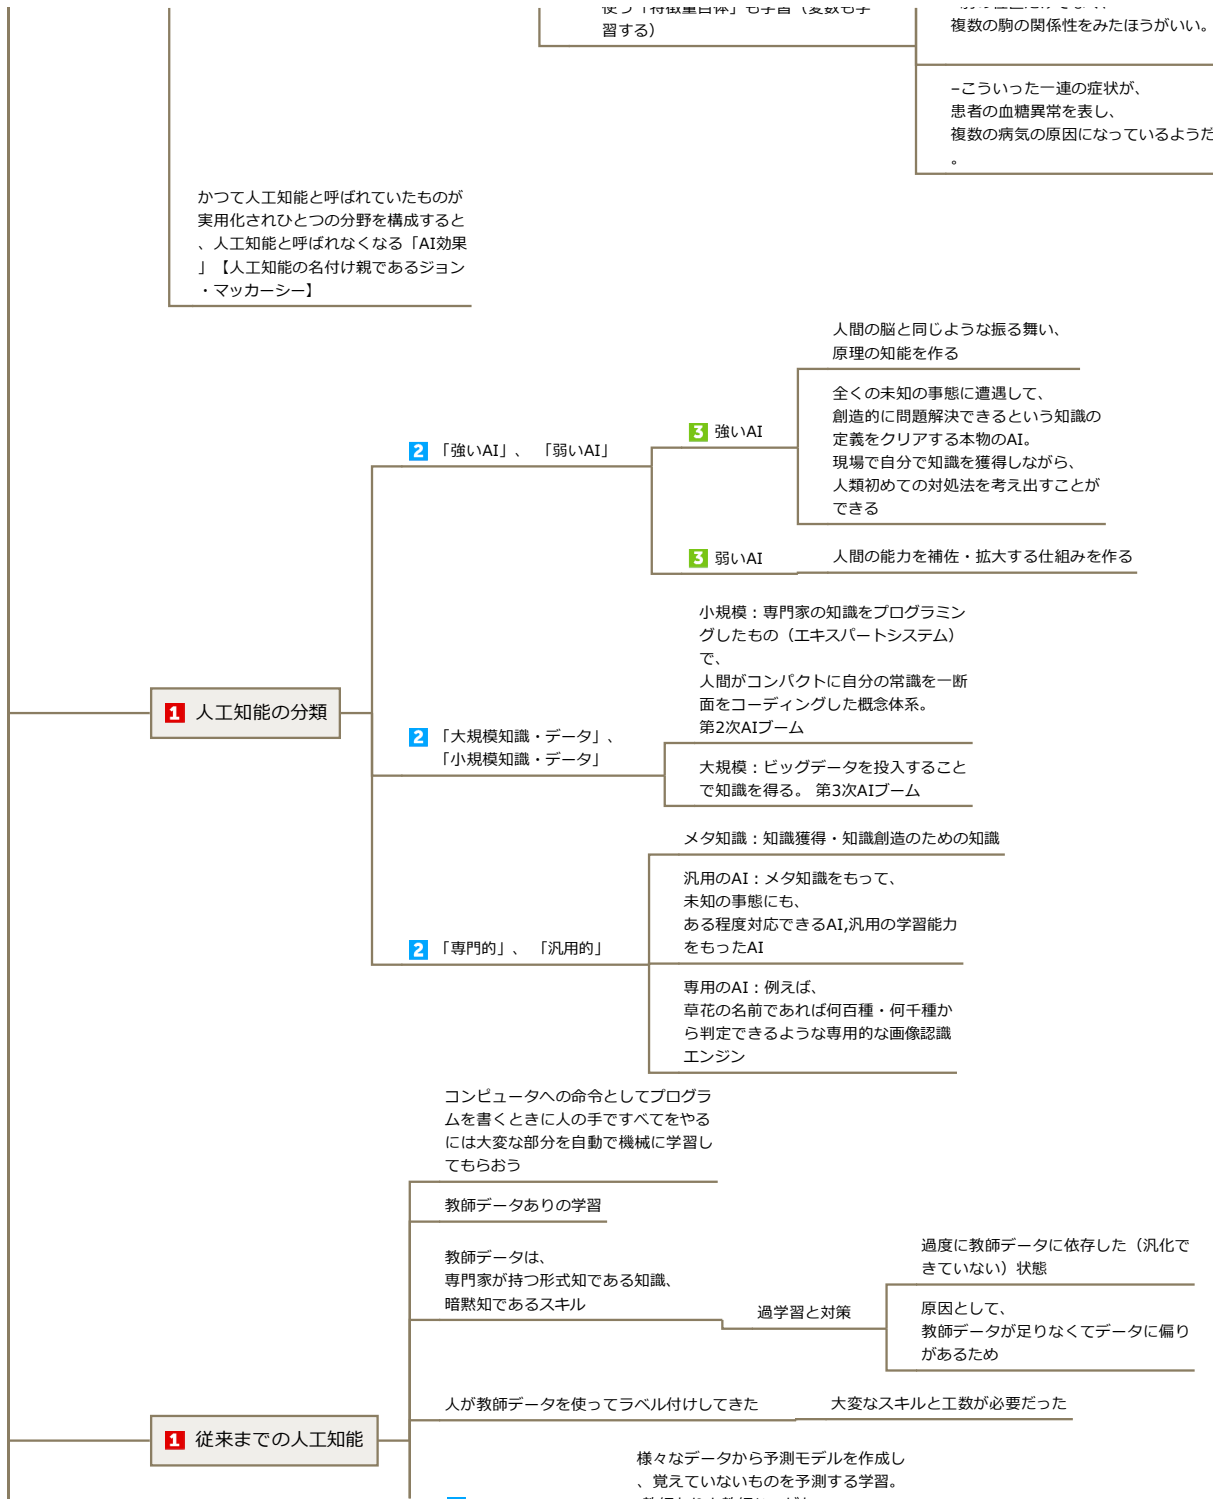 習する）
複数の駒の関係性をみたほうがいい。
−こういった一連の症状が、
患者の血糖異常を表し、
複数の病気の原因になっているようだ
。
かつて人工知能と呼ばれていたものが
実用化されひとつの分野を構成すると
、人工知能と呼ばれなくなる「AI効果
」【人工知能の名付け親であるジョン
・マッカーシー】
1 人工知能の分類
2 「強いAI」、 「弱いAI」
3 強いAI
人間の脳と同じような振る舞い、
原理の知能を作る
全くの未知の事態に遭遇して、
創造的に問題解決できるという知識の
定義をクリアする本物のAI。
現場で自分で知識を獲得しながら、
人類初めての対処法を考え出すことが
できる
3 弱いAI
人間の能力を補佐・拡大する仕組みを作る
2 「大規模知識・データ」、
「小規模知識・データ」
小規模：専門家の知識をプログラミン
グしたもの（エキスパートシステム）
で、
人間がコンパクトに自分の常識を一断
面をコーディングした概念体系。
第2次AIブーム
大規模：ビッグデータを投入すること
で知識を得る。 第3次AIブーム
2 「専門的」、 「汎用的」
メタ知識：知識獲得・知識創造のための知識
汎用のAI：メタ知識をもって、
未知の事態にも、
ある程度対応できるAI,汎用の学習能力
をもったAI
専用のAI：例えば、
草花の名前であれば何百種・何千種か
ら判定できるような専用的な画像認識
エンジン
1 従来までの人工知能
コンピュータへの命令としてプログラ
ムを書くときに人の手ですべてをやる
には大変な部分を自動で機械に学習し
てもらおう
教師データありの学習
教師データは、
専門家が持つ形式知である知識、
暗黙知であるスキル
過学習と対策
過度に教師データに依存した（汎化で
きていない）状態
原因として、
教師データが足りなくてデータに偏り
があるため
人が教師データを使ってラベル付けしてきた
大変なスキルと工数が必要だった
様々なデータから予測モデルを作成し
、覚えていないものを予測する学習。